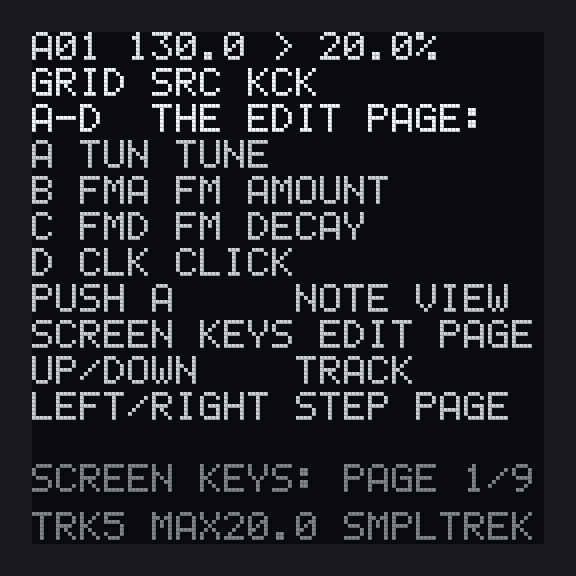 A01 130.0 > 20.0%
GRID SRC KCK
A-D  THE EDIT PAGE:
A TUN TUNE
B FMA FM AMOUNT
C FMD FM DECAY
D CLK CLICK
PUSH A     NOTE VIEW
SCREEN KEYS EDIT PAGE
UP/DOWN    TRACK
LEFT/RIGHT STEP PAGE
SCREEN KEYS: PAGE 1/9
TRK5 MAX20.0 SMPLTREK